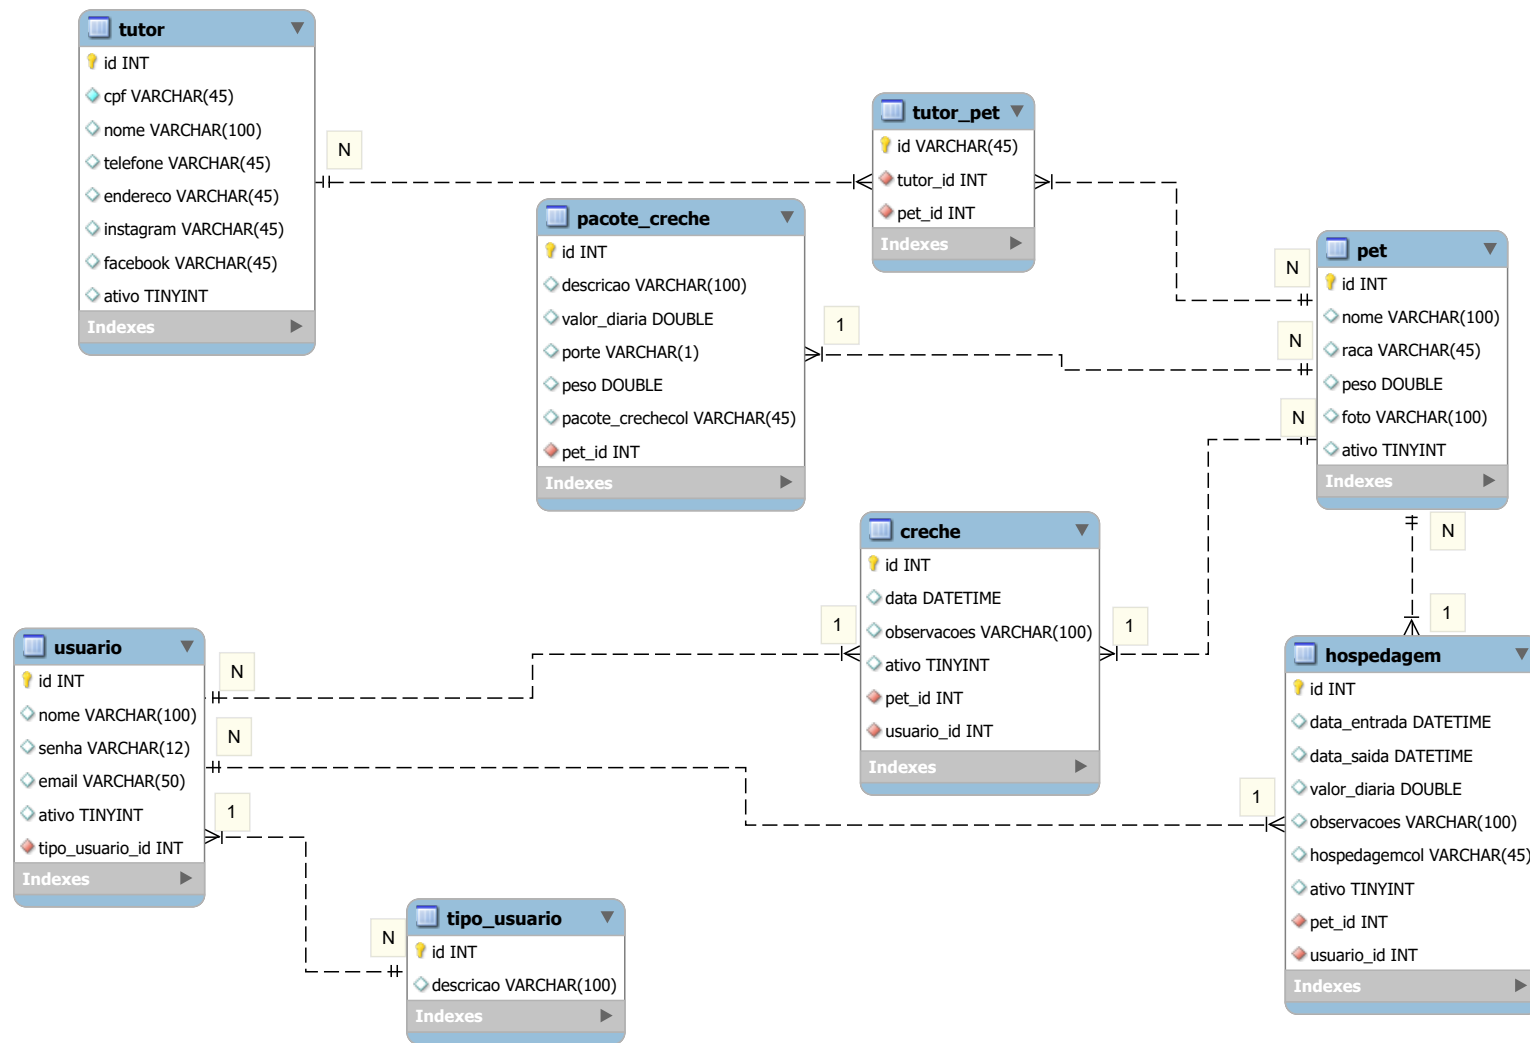 tutor
id INT
cpf VARCHAR(45)
nome VARCHAR(100)
telefone VARCHAR(45)
endereco VARCHAR(45)
instagram VARCHAR(45)
facebook VARCHAR(45)
ativo TINYINT
Indexes
N
tutor_pet
id VARCHAR(45)
tutor_id INT
pet_id INT
Indexes
pacote_creche
id INT
descricao VARCHAR(100)
valor_diaria DOUBLE
porte VARCHAR(1)
peso DOUBLE
pacote_crechecol VARCHAR(45)
pet_id INT
Indexes
1
N
N
N
pet
id INT
nome VARCHAR(100)
raca VARCHAR(45)
peso DOUBLE
foto VARCHAR(100)
ativo TINYINT
Indexes
N
1
creche
id INT
data DATETIME
observacoes VARCHAR(100)
ativo TINYINT
pet_id INT
usuario_id INT
Indexes
1
1
usuario
id INT
nome VARCHAR(100)
senha VARCHAR(12)
email VARCHAR(50)
ativo TINYINT
tipo_usuario_id INT
Indexes
N
N
1
hospedagem
id INT
data_entrada DATETIME
data_saida DATETIME
valor_diaria DOUBLE
observacoes VARCHAR(100)
hospedagemcol VARCHAR(45)
ativo TINYINT
pet_id INT
usuario_id INT
Indexes
1
N
tipo_usuario
id INT
descricao VARCHAR(100)
Indexes